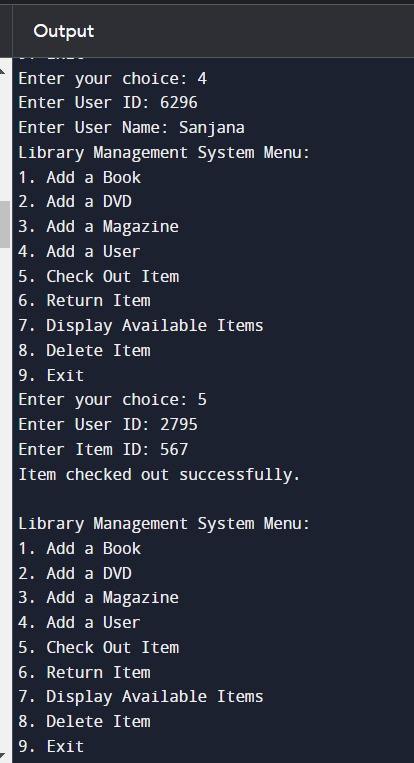 Output
9. Exit
Enter your choice: 4
Enter User ID: 6296
Enter User Name: Sanjana
Library Management System Menu:
1. Add a Book
2. Add a DVD
3. Add a Magazine
4. Add a User
5. Check Out Item
6. Return Item
7. Display Available Items
8. Delete Item
9. Exit
Enter your choice: 5
Enter User ID: 2795
Enter Item ID: 567
Item checked out successfully.
Library Management System Menu:
1. Add a Book
2. Add a DVD
3. Add a Magazine
4. Add a User
5. Check Out Item
6. Return Item
7. Display Available Items
8. Delete Item
9. Exit